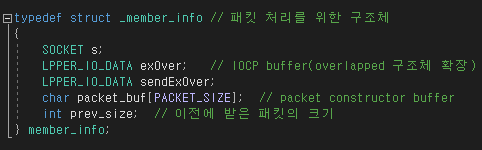 typedef struct _member_info // 패킷 처리를 위한 구조체
{
SOCKET s;
LPPER_IO_DATA exOver; // IOCP buffer(overlapped 구조체 확장)
LPPER_IO_DATA sendExOver;
char packet_buf[PACKET_SIZE]; // packet constructor buffer
int prev_size; // 이전에 받은 패킷의 크기
} member_info;